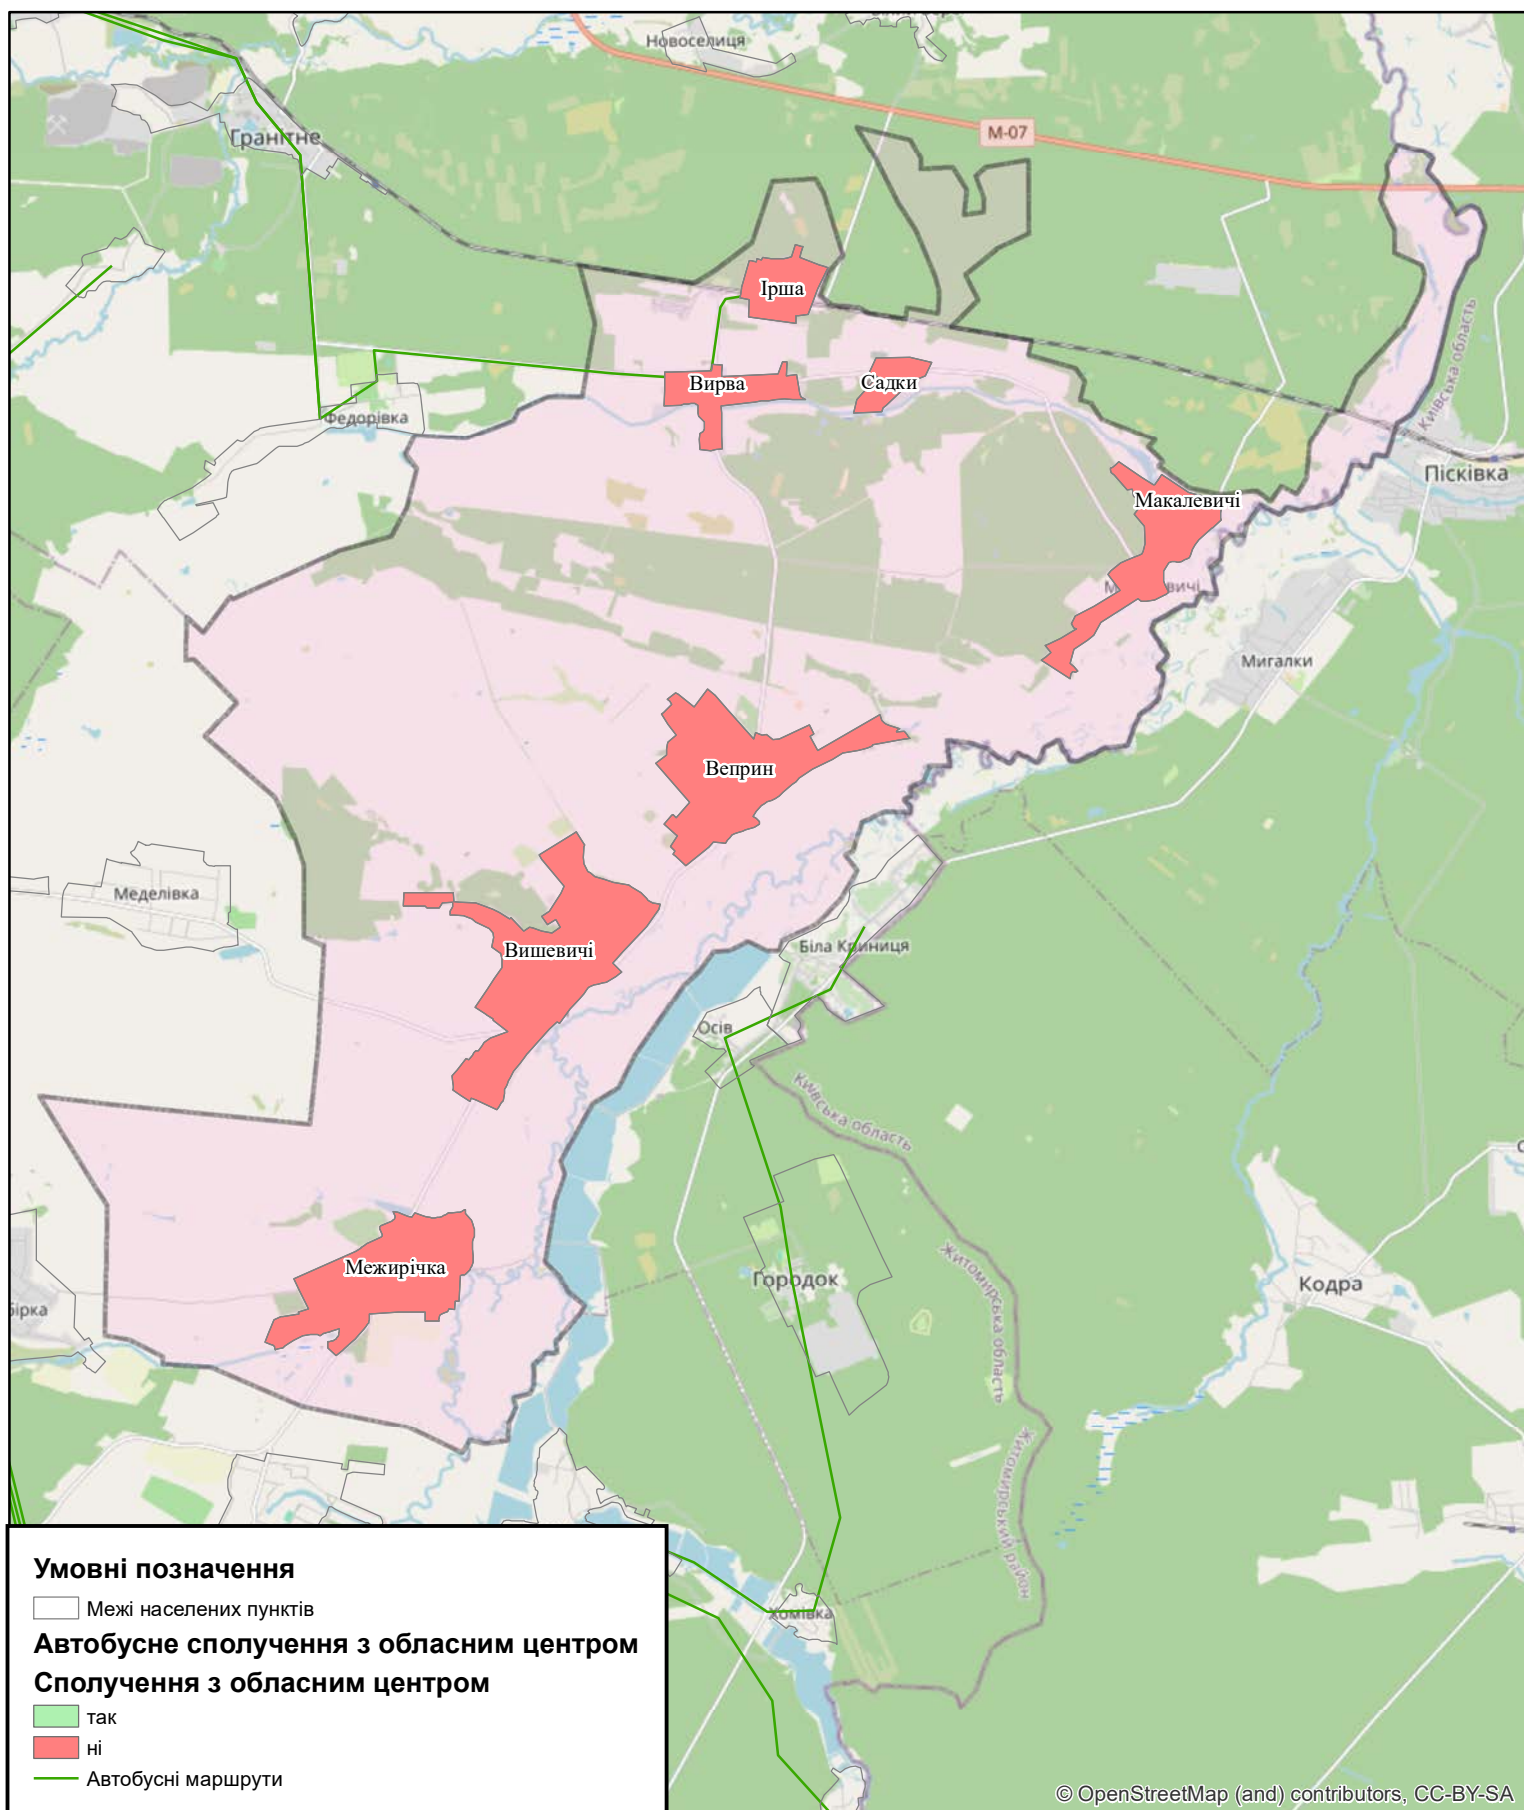 Новоселиця
М-07
Гранітне
Ірша
Київська область
Вирва
Садки
Федорівка
Пісківка
Макалевичі
Мигалки
Веприн
Меделівка
Вишевичі
Біла Криниця
Осів
Київська область
Житомирська область
Межирічка
Городок
Кодра
бірка
Житомирський район
Хомівка
Умовні позначення
Межі населених пунктів
Автобусне сполучення з обласним центром
Сполучення з обласним центром
так
ні
Автобусні маршрути
© OpenStreetMap (and) contributors, CC-BY-SA